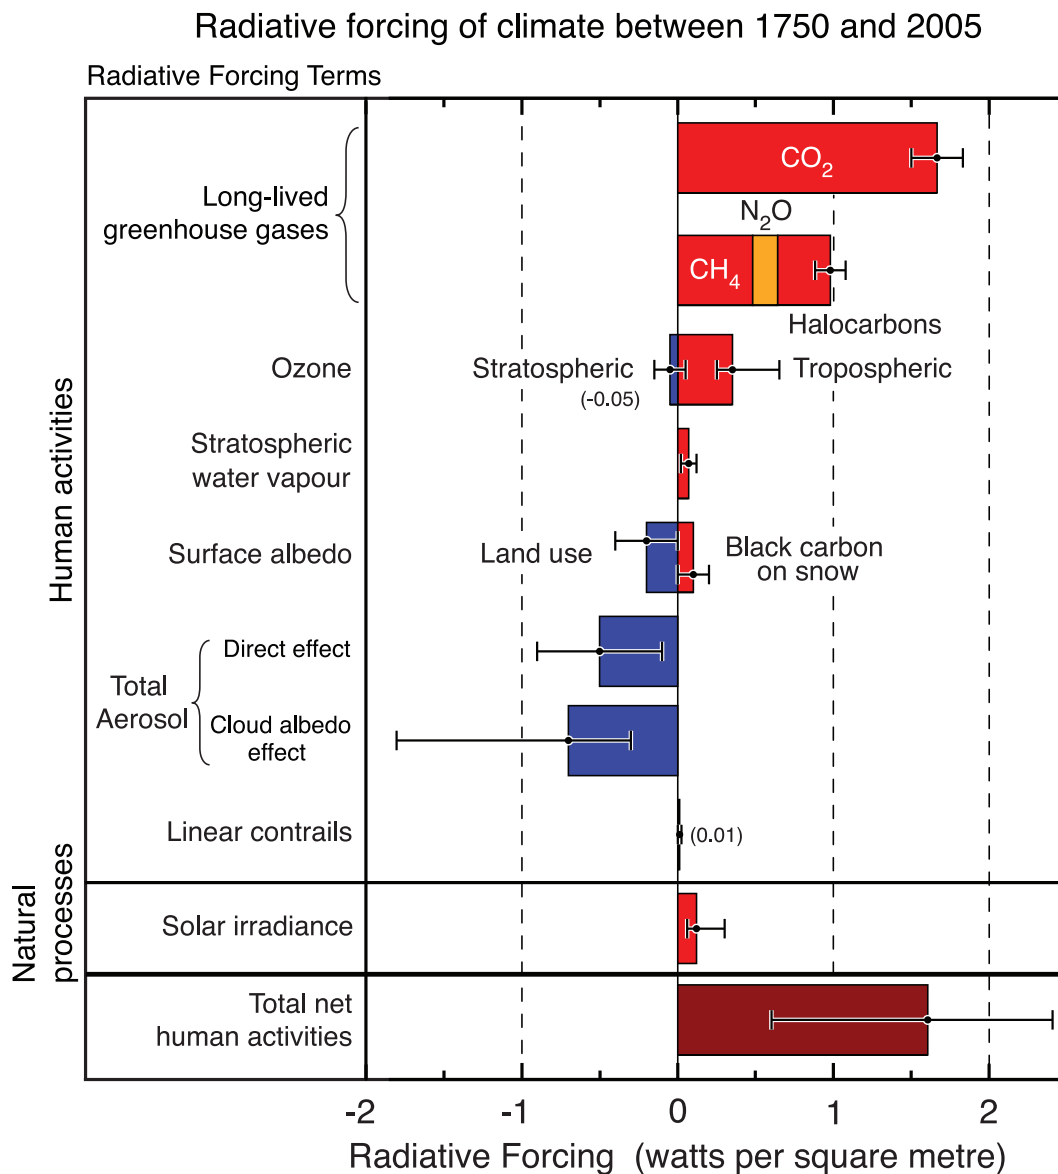 Radiative forcing of climate between 1750 and 2005
Radiative Forcing Terms
Human activities
Long-lived
greenhouse gases
CO2
N2O
CH4
Halocarbons
Ozone
Stratospheric
(-0.05)
Tropospheric
Stratospheric
water vapour
Surface albedo
Land use
Black carbon
on snow
Total
Aerosol
Direct effect
Cloud albedo
effect
Linear contrails
(0.01)
Natural
processes
Solar irradiance
Total net
human activities
-2 -1 0 1 2
Radiative Forcing (watts per square metre)